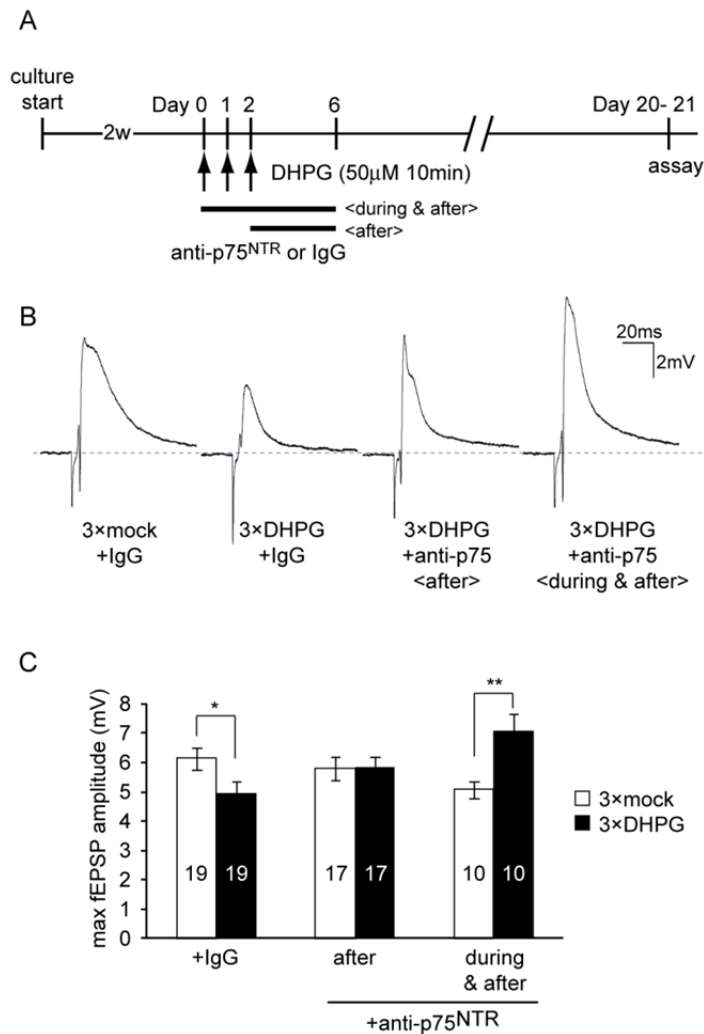 A
culture
start
Day 0 1 2 6 Day 20- 21
2w
DHPG (50μM 10min)
assay
<during & after>
<after>
anti-p75NTR or IgG
B
20ms
2mV
3×mock
+IgG
3×DHPG
+IgG
3×DHPG
+anti-p75
<after>
3×DHPG
+anti-p75
<during & after>
C
max fEPSP amplitude (mV)
8
7
6
5
4
3
2
1
0
*
**
19 19 17 17 10 10
3×mock
3×DHPG
+IgG after during
& after
+anti-p75NTR